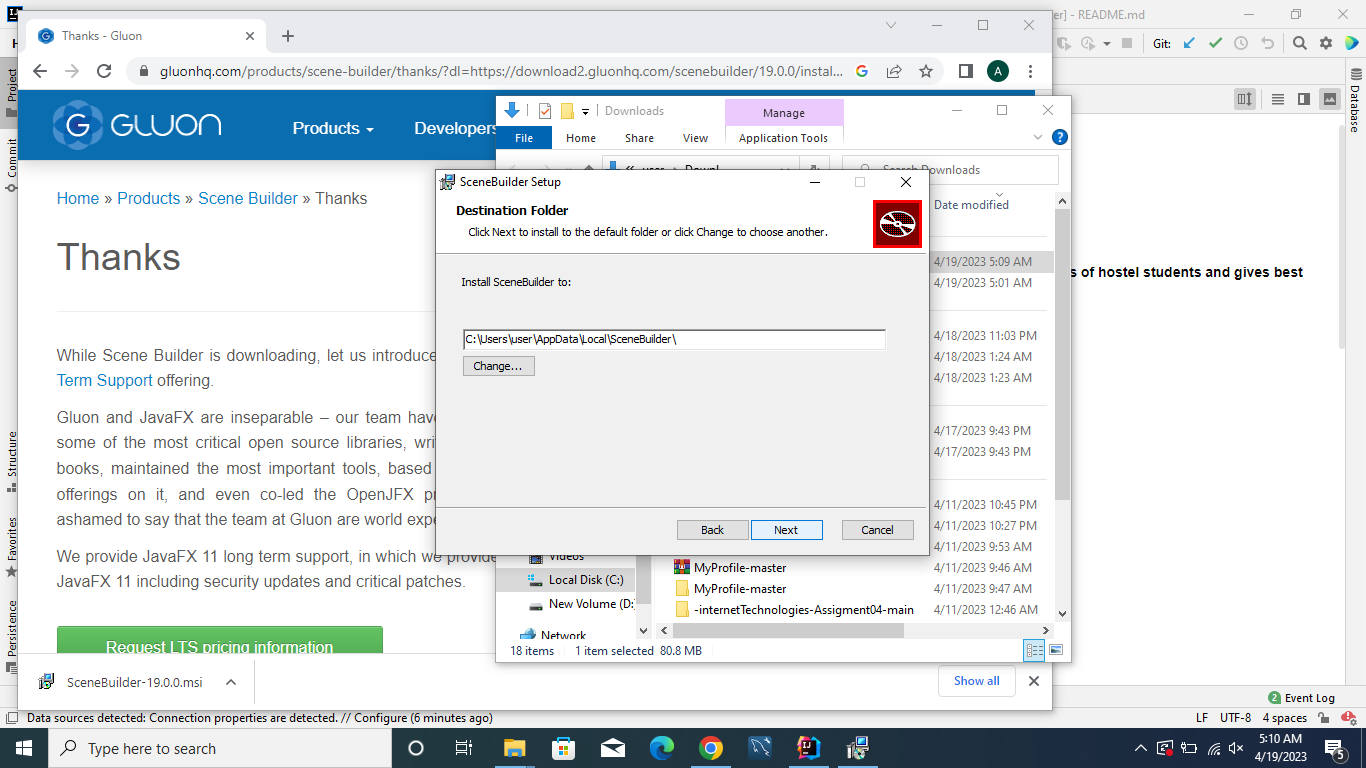 er] - README.md
Thanks - Gluon
Git:
gluonhq.com/products/scene-builder/thanks/?dl=https://download2.gluonhq.com/scenebuilder/19.0.0/instal...
A
Project
Commit
Structure
Favorites
Persistence
Database
GLUON
Products
Developers
Downloads
Manage
File
Home
Share
View
Application Tools
Search Downloads
Date modified
Home » Products » Scene Builder » Thanks
Thanks
While Scene Builder is downloading, let us introduce
Term Support offering.
Gluon and JavaFX are inseparable – our team have
some of the most critical open source libraries, writ
books, maintained the most important tools, based
offerings on it, and even co-led the OpenJFX pr
ashamed to say that the team at Gluon are world expe
We provide JavaFX 11 long term support, in which we provide
JavaFX 11 including security updates and critical patches.
Request LTS pricing information
SceneBuilder Setup
Destination Folder
Click Next to install to the default folder or click Change to choose another.
Install SceneBuilder to:
C:\Users\user\AppData\Local\SceneBuilder\
Change...
Back
Next
Cancel
4/19/2023 5:09 AM
4/19/2023 5:01 AM
4/18/2023 11:03 PM
4/18/2023 1:24 AM
4/18/2023 1:23 AM
4/17/2023 9:43 PM
4/17/2023 9:43 PM
4/11/2023 10:45 PM
4/11/2023 10:27 PM
4/11/2023 9:53 AM
s of hostel students and gives best
Videos
Local Disk (C:)
New Volume (D:
Network
MyProfile-master 4/11/2023 9:46 AM
MyProfile-master 4/11/2023 9:47 AM
-internetTechnologies-Assigment04-main 4/11/2023 12:46 AM
18 items 1 item selected 80.8 MB
SceneBuilder-19.0.0.msi
Show all
2 Event Log
Data sources detected: Connection properties are detected. // Configure (6 minutes ago)
LF UTF-8 4 spaces
Type here to search
5:10 AM
4/19/2023
5